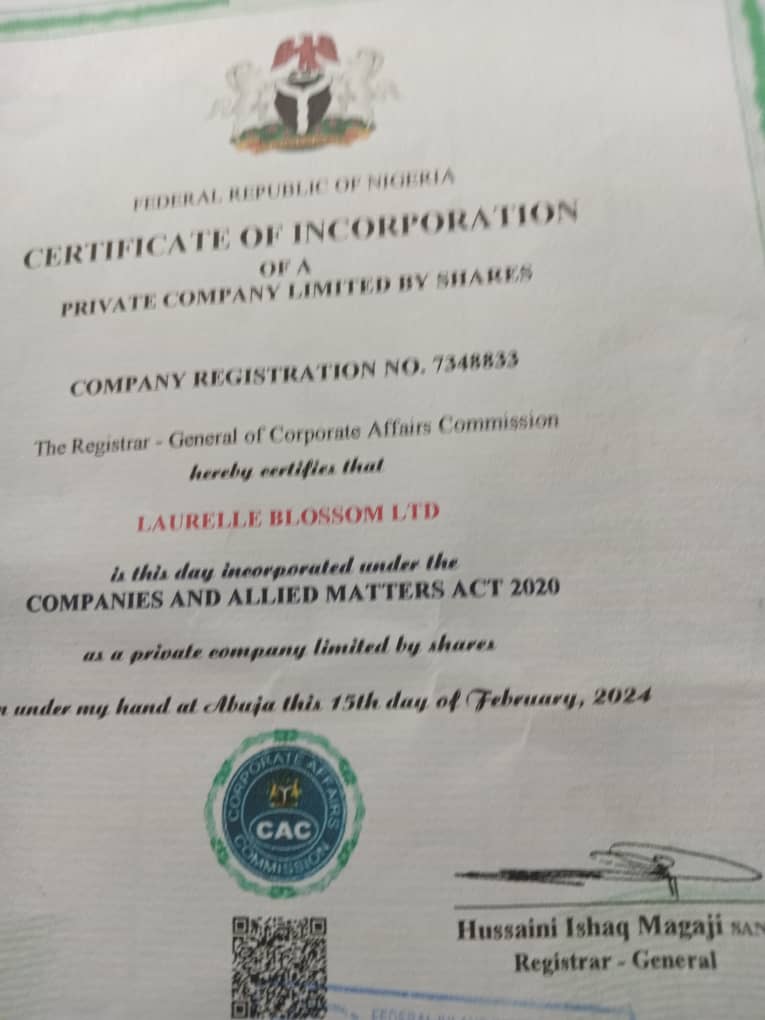 FEDERAL REPUBLIC OF NIGERIA
CERTIFICATE OF INCORPORATION
OF A
PRIVATE COMPANY LIMITED BY SHARES
COMPANY REGISTRATION NO. 7348833
The Registrar - General of Corporate Affairs Commission
hereby certifies that
LAURELLE BLOSSOM LTD
is this day incorporated under the
COMPANIES AND ALLIED MATTERS ACT 2020
as a private company limited by shares
under my hand at Abuja this 15th day of February, 2024
CORPORATE AFFAIRS
CAC
COMMISSION
Hussaini Ishaq Magaji SAN
Registrar - General
FEDERAL